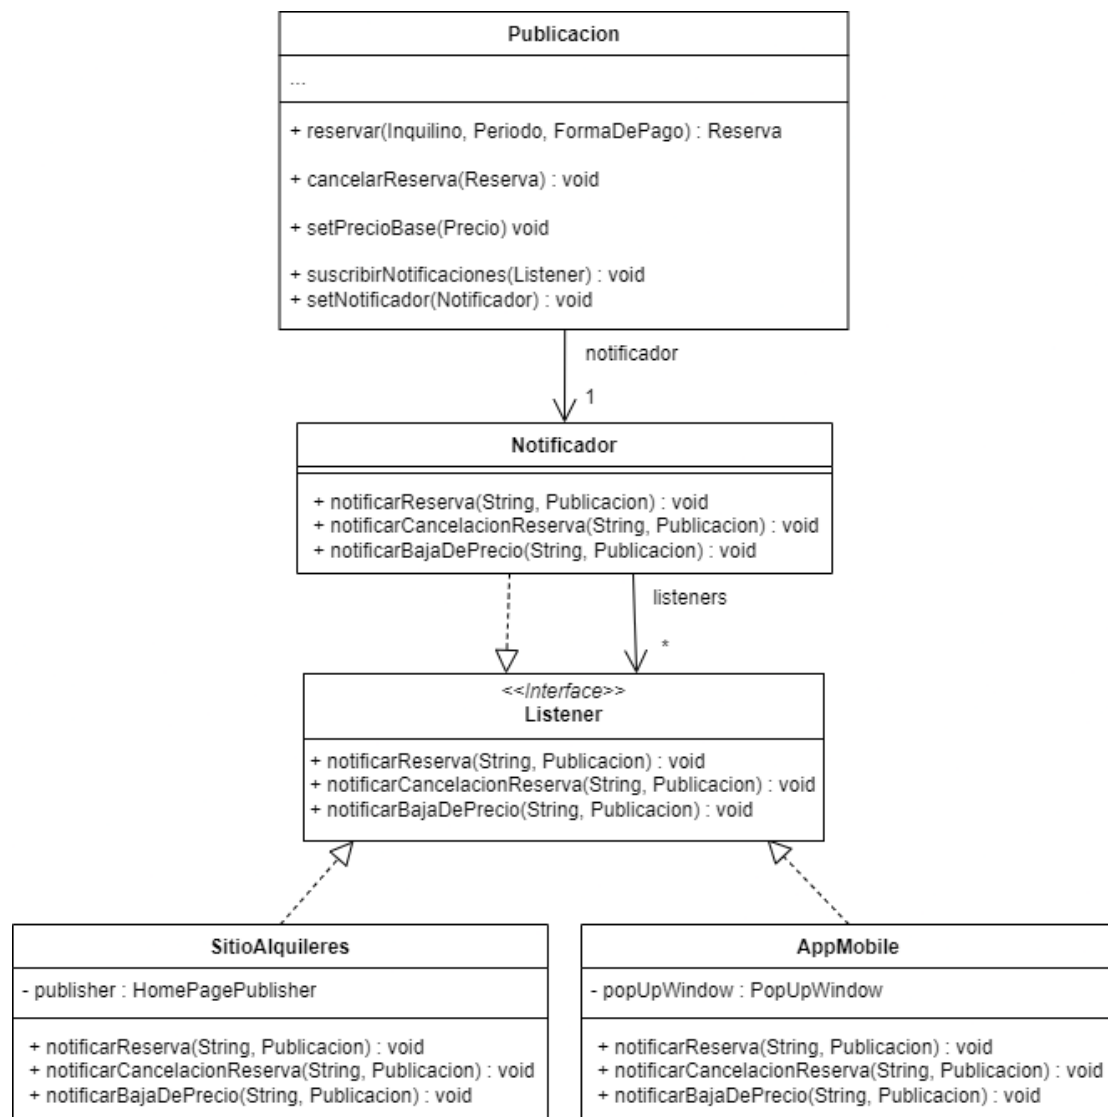 Publicacion
...
+ reservar(Inquilino, Periodo, FormaDePago) : Reserva
+ cancelarReserva(Reserva) : void
+ setPrecioBase(Precio) void
+ suscribirNotificaciones(Listener) : void
+ setNotificador(Notificador) : void
notificador
1
Notificador
+ notificarReserva(String, Publicacion) : void
+ notificarCancelacionReserva(String, Publicacion) : void
+ notificarBajaDePrecio(String, Publicacion) : void
listeners
*
<<Interface>>
Listener
+ notificarReserva(String, Publicacion) : void
+ notificarCancelacionReserva(String, Publicacion) : void
+ notificarBajaDePrecio(String, Publicacion) : void
SitioAlquileres
- publisher : HomePagePublisher
+ notificarReserva(String, Publicacion) : void
+ notificarCancelacionReserva(String, Publicacion) : void
+ notificarBajaDePrecio(String, Publicacion) : void
AppMobile
- popUpWindow : PopUpWindow
+ notificarReserva(String, Publicacion) : void
+ notificarCancelacionReserva(String, Publicacion) : void
+ notificarBajaDePrecio(String, Publicacion) : void